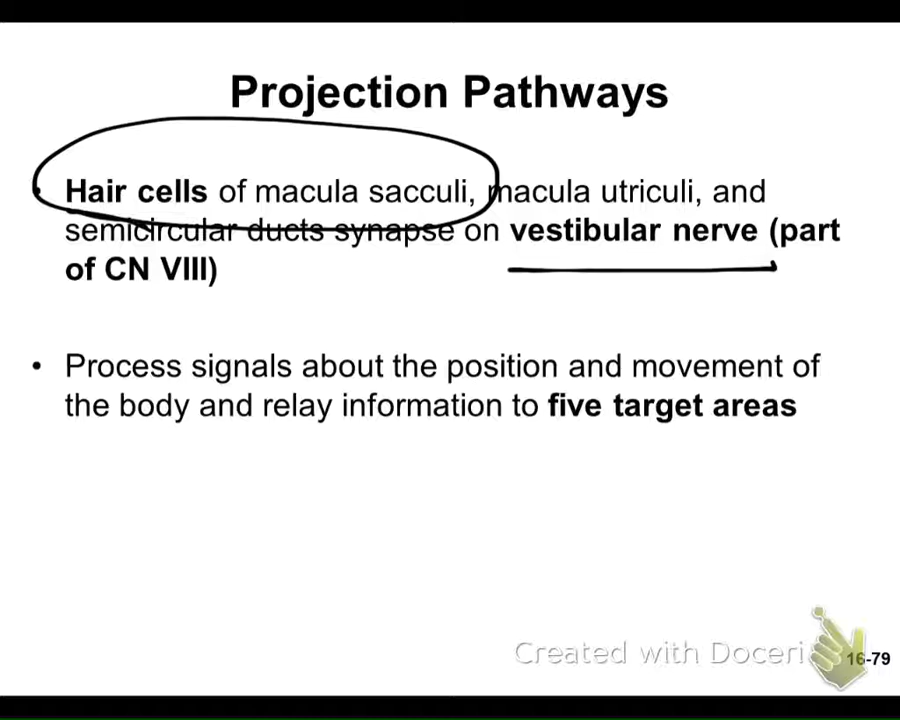 Projection Pathways
• Hair cells of macula sacculi, macula utriculi, and
semicircular ducts synapse on vestibular nerve (part
of CN VIII)
• Process signals about the position and movement of
the body and relay information to five target areas
Created with Doceri
16-79